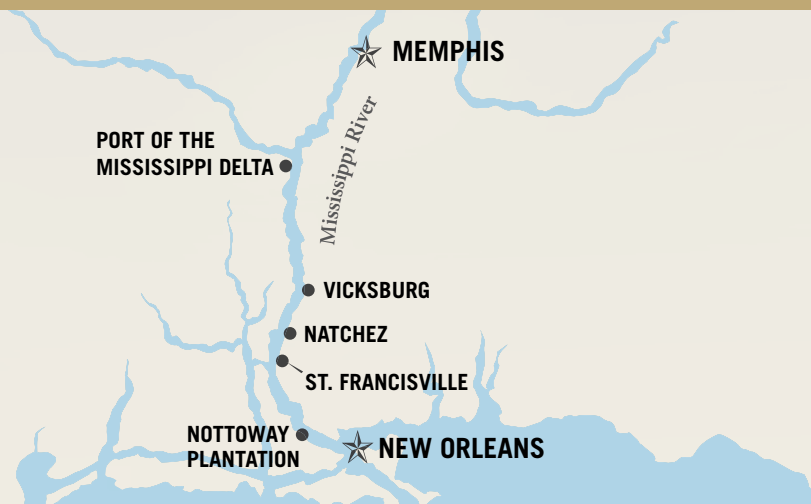 MEMPHIS
Mississippi River
PORT OF THE
MISSISSIPPI DELTA
VICKSBURG
NATCHEZ
ST. FRANCISVILLE
NOTTOWAY
PLANTATION
NEW ORLEANS